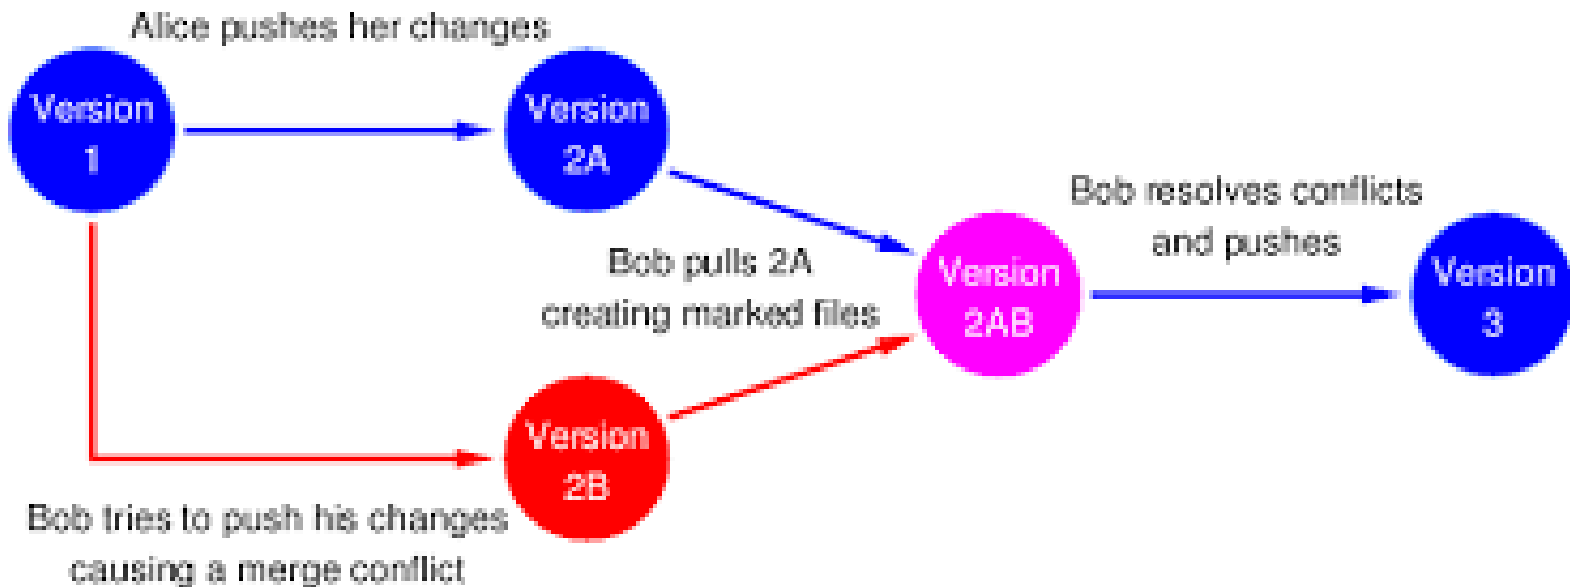 Alice pushes her changes
Version
1
Version
2A
Bob resolves conflicts
and pushes
Bob pulls 2A
creating marked files
Version
2AB
Version
3
Version
2B
Bob tries to push his changes
causing a merge conflict